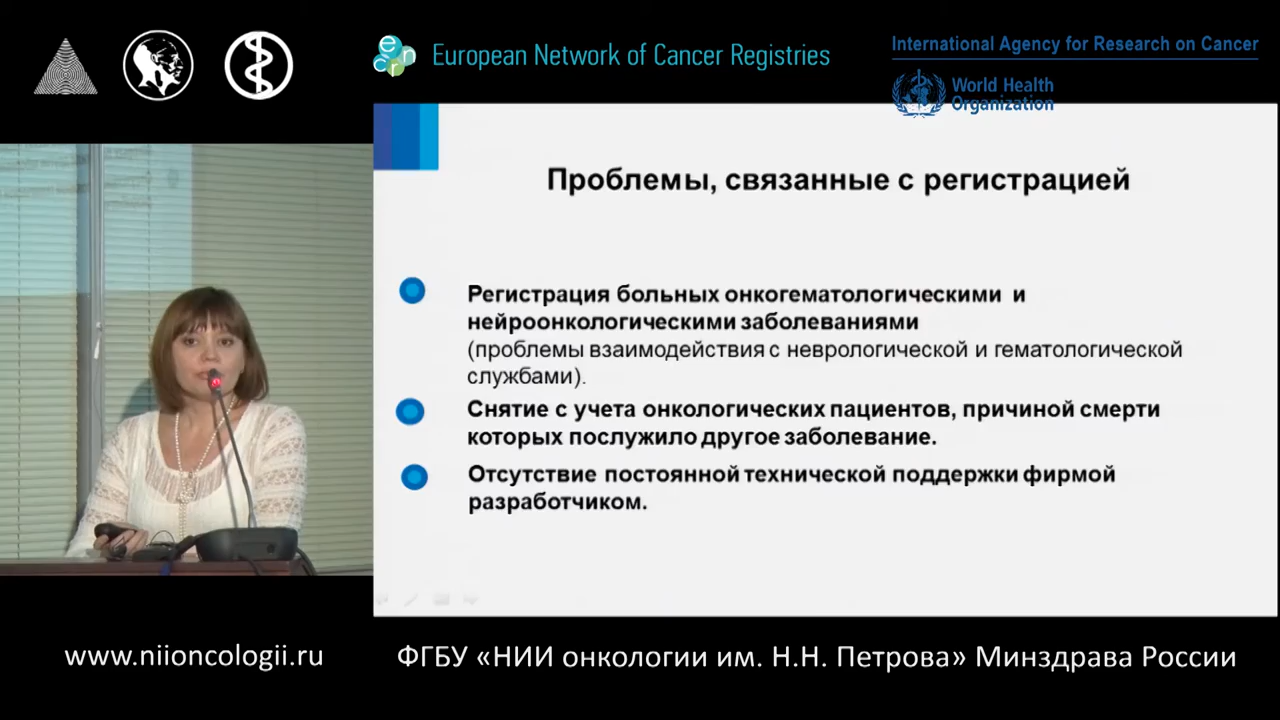 European Network of Cancer Registries
International Agency for Research on Cancer
World Health
Organization
Проблемы, связанные с регистрацией
Регистрация больных онкогематологическими и
нейроонкологическими заболеваниями
(проблемы взаимодействия с неврологической и гематологической
службами).
Снятие с учета онкологических пациентов, причиной смерти
которых послужило другое заболевание.
Отсутствие постоянной технической поддержки фирмой
разработчиком.
www.niioncologii.ru
ФГБУ «НИИ онкологии им. Н.Н. Петрова» Минздрава России